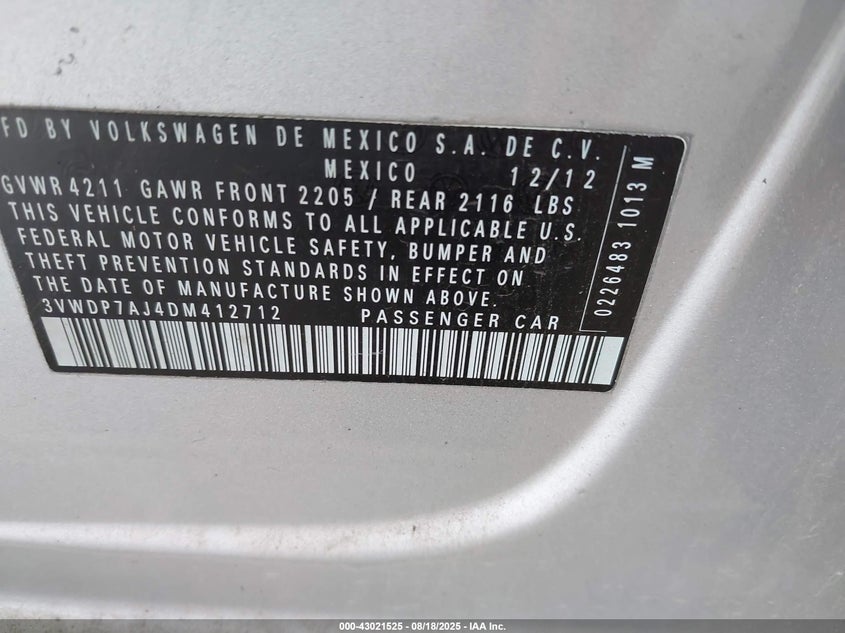 FD BY VOLKSWAGEN DE MEXICO S.A. DE C.V.
MEXICO 12/12
GVWR 4211 GAWR FRONT 2205 / REAR 2116 LBS
THIS VEHICLE CONFORMS TO ALL APPLICABLE U.S.
FEDERAL MOTOR VEHICLE SAFETY, BUMPER AND
THEFT PREVENTION STANDARDS IN EFFECT ON
THE DATE OF MANUFACTURE SHOWN ABOVE.
3VWDP7AJ4DM412712 PASSENGER CAR
0226483 1013 M
000-43021525 - 08/18/2025 - IAA Inc.